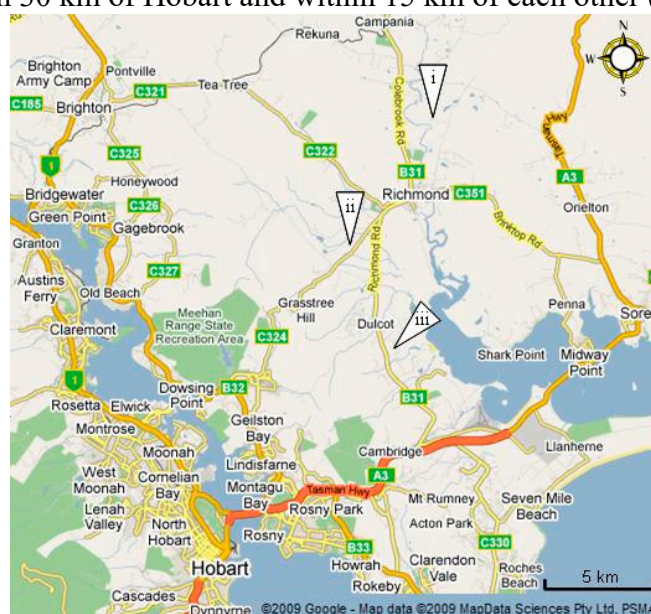 n 30 km of Hobart and within 15 km of each other (
Campania
Rekuna
N
W
E
S
Brighton
Army Camp
Pontville
i
Tea Tree
C321
Colebrook Rd
Tasman Hwy
C185
Brighton
C325
C322
1
Honeywood
B31
A3
Bridgewater
Richmond
C351
Green Point
C326
ii
Orielton
Gagebrook
Brinktop Rd
Granton
Richmond Rd
Austins
Ferry
C327
Old Beach
Grasstree
Hill
Penna
Meehan
Range State
Recreation Area
iii
Sore
Claremont
Dulcot
C324
Shark Point
Midway
Point
1
Dowsing
Point
B32
B31
Rosetta
Elwick
Geilston
Bay
Montrose
Moonah
Cambridge
Llanherne
Lindisfarne
West
Moonah
Cornelian
Bay
A3
Montagu
Bay
Tasman Hwy
Mt Rumney
Seven Mile
Beach
Lenah
Valley
Rosny Park
North
Hobart
Rosny
Acton Park
B33
C330
Hobart
Howrah
Clarendon
Vale
Roches
Beach
5 km
Cascades
Rokeby
Dynnyrne
©2009 Google - Map data ©2009 MapData Sciences Pty Ltd, PSMA